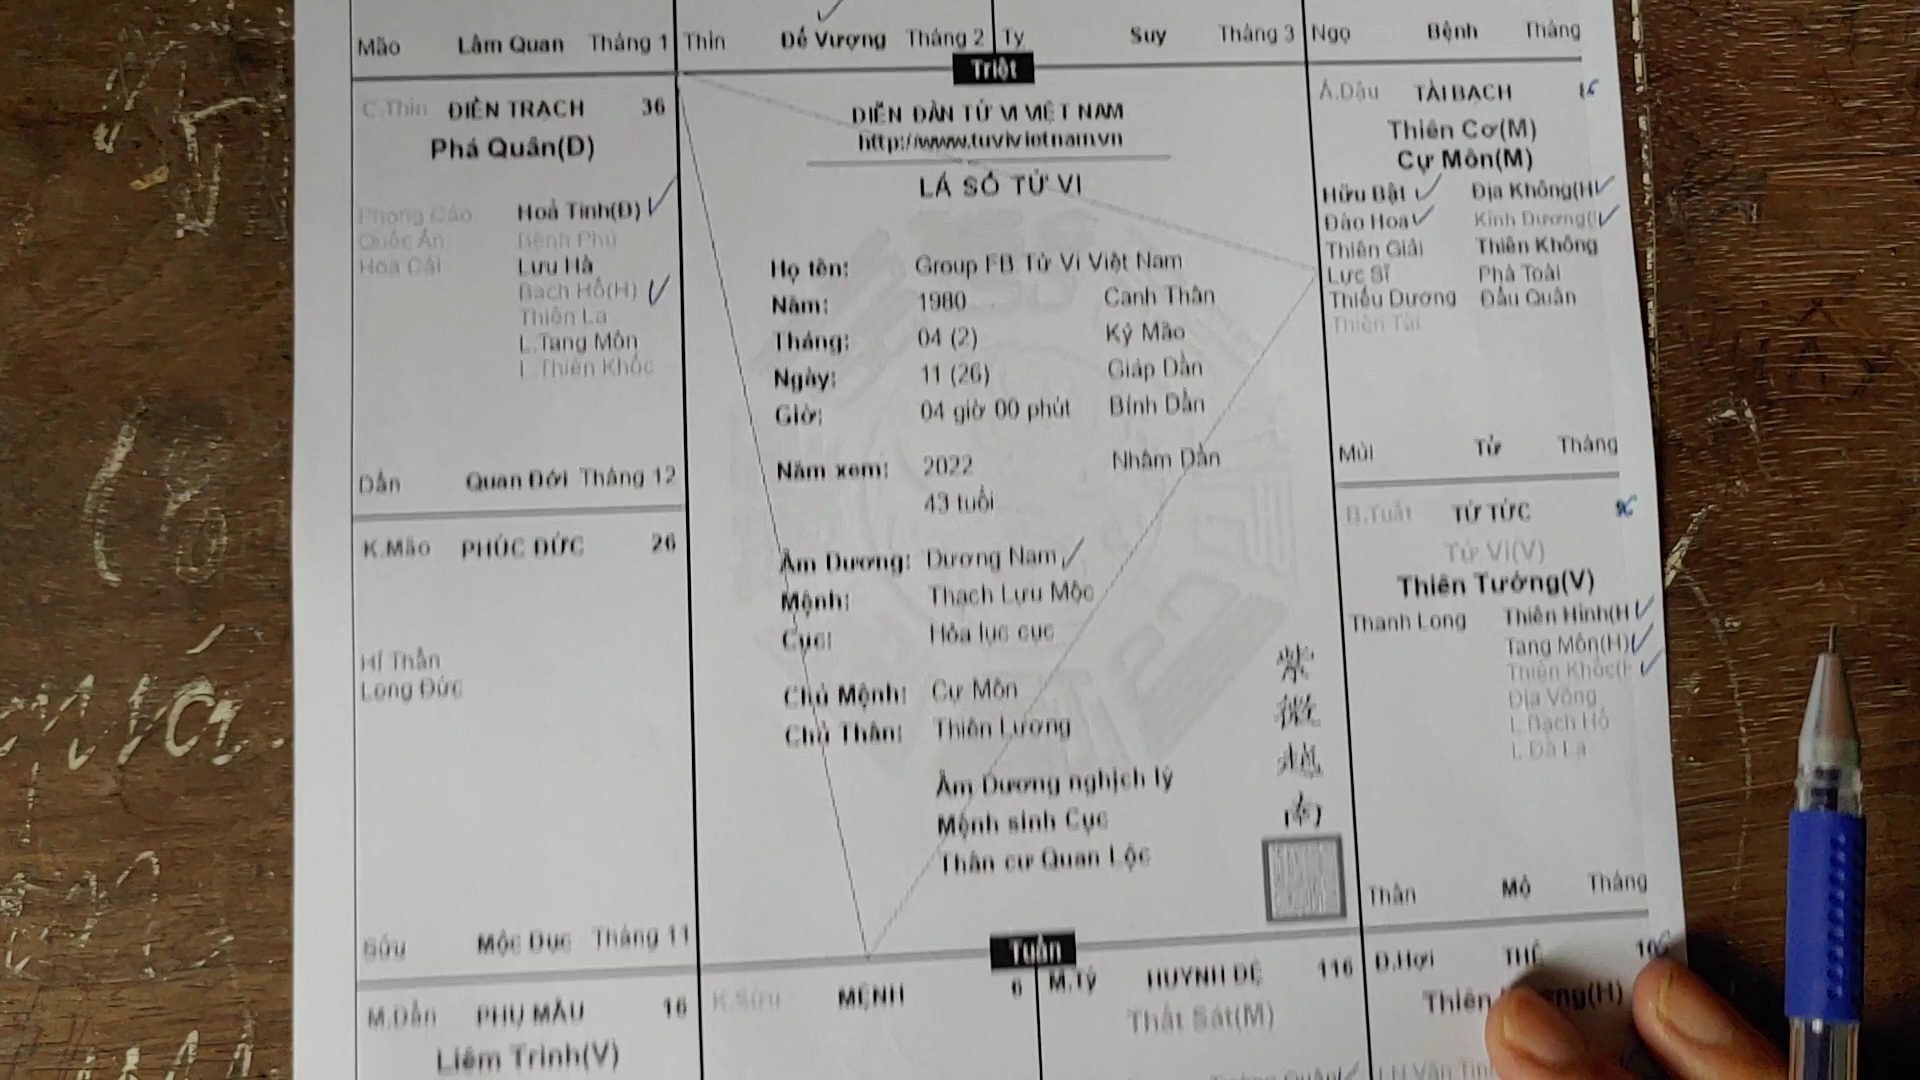 Mão Lâm Quan Tháng 1
Thìn Đế Vượng Tháng 2
Tỵ Suy Tháng 3
Ngọ Bệnh Tháng
Triệt
C.Thìn ĐIỀN TRẠCH 36
Phá Quân(Đ)
Phong Cáo Hoả Tinh(Đ)
Quốc Ấn Bệnh Phù
Hoa Cái Lưu Hà
Bạch Hổ(H)
Thiên La
L.Tang Môn
L.Thiên Khốc
Dần Quan Đới Tháng 12
K.Mão PHÚC ĐỨC 26
Hỉ Thần
Long Đức
Sửu Mộc Dục Tháng 11
M.Dần PHỤ MẪU 16
Liêm Trinh(V)
DIỄN ĐÀN TỬ VI VIỆT NAM
http://www.tuvivietnam.vn
LÁ SỐ TỬ VI
Họ tên: Group FB Tử Vi Việt Nam
Năm: 1980 Canh Thân
Tháng: 04 (2) Kỷ Mão
Ngày: 11 (26) Giáp Dần
Giờ: 04 giờ 00 phút Bính Dần
Năm xem: 2022 Nhâm Dần
43 tuổi
Âm Dương: Dương Nam
Mệnh: Thạch Lựu Mộc
Cục: Hỏa lục cục
Chủ Mệnh: Cự Môn
Chủ Thân: Thiên Lương
Âm Dương nghịch lý
Mệnh sinh Cục
Thân cư Quan Lộc
紫
微
越
南
Tuần
K.Sửu MỆNH 6
M.Tý HUYNH ĐỆ 116
Thất Sát(M)
Á.Dậu TÀI BẠCH
Thiên Cơ(M)
Cự Môn(M)
Hữu Bật Địa Không(H
Đào Hoa Kình Dương(
Thiên Giải Thiên Không
Lực Sĩ Phá Toái
Thiếu Dương Đẩu Quân
Thiên Tài
Mùi Tử Tháng
B.Tuất TỬ TỨC
Tử Vi(V)
Thiên Tướng(V)
Thanh Long Thiên Hình(H
Tang Môn(H)
Thiên Khốc(
Địa Võng
L.Bạch Hổ
L.Đà La
Thân Mộ Tháng
Đ.Hợi THÊ 106
Thiên